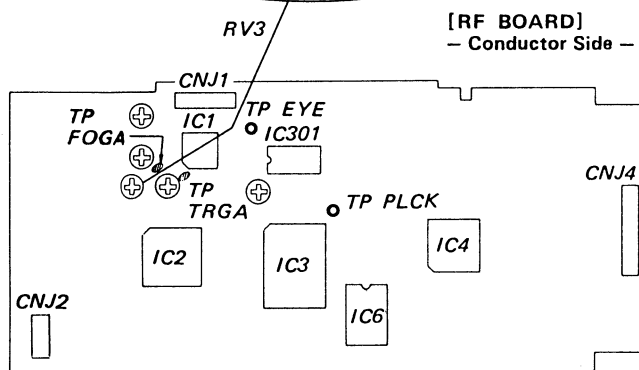 RV3
[RF BOARD]
– Conductor Side –
CNJ1
TP EYE
TP
FOGA
IC1
IC301
CNJ4
TP
TRGA
TP PLCK
IC2
IC3
IC4
CNJ2
IC6